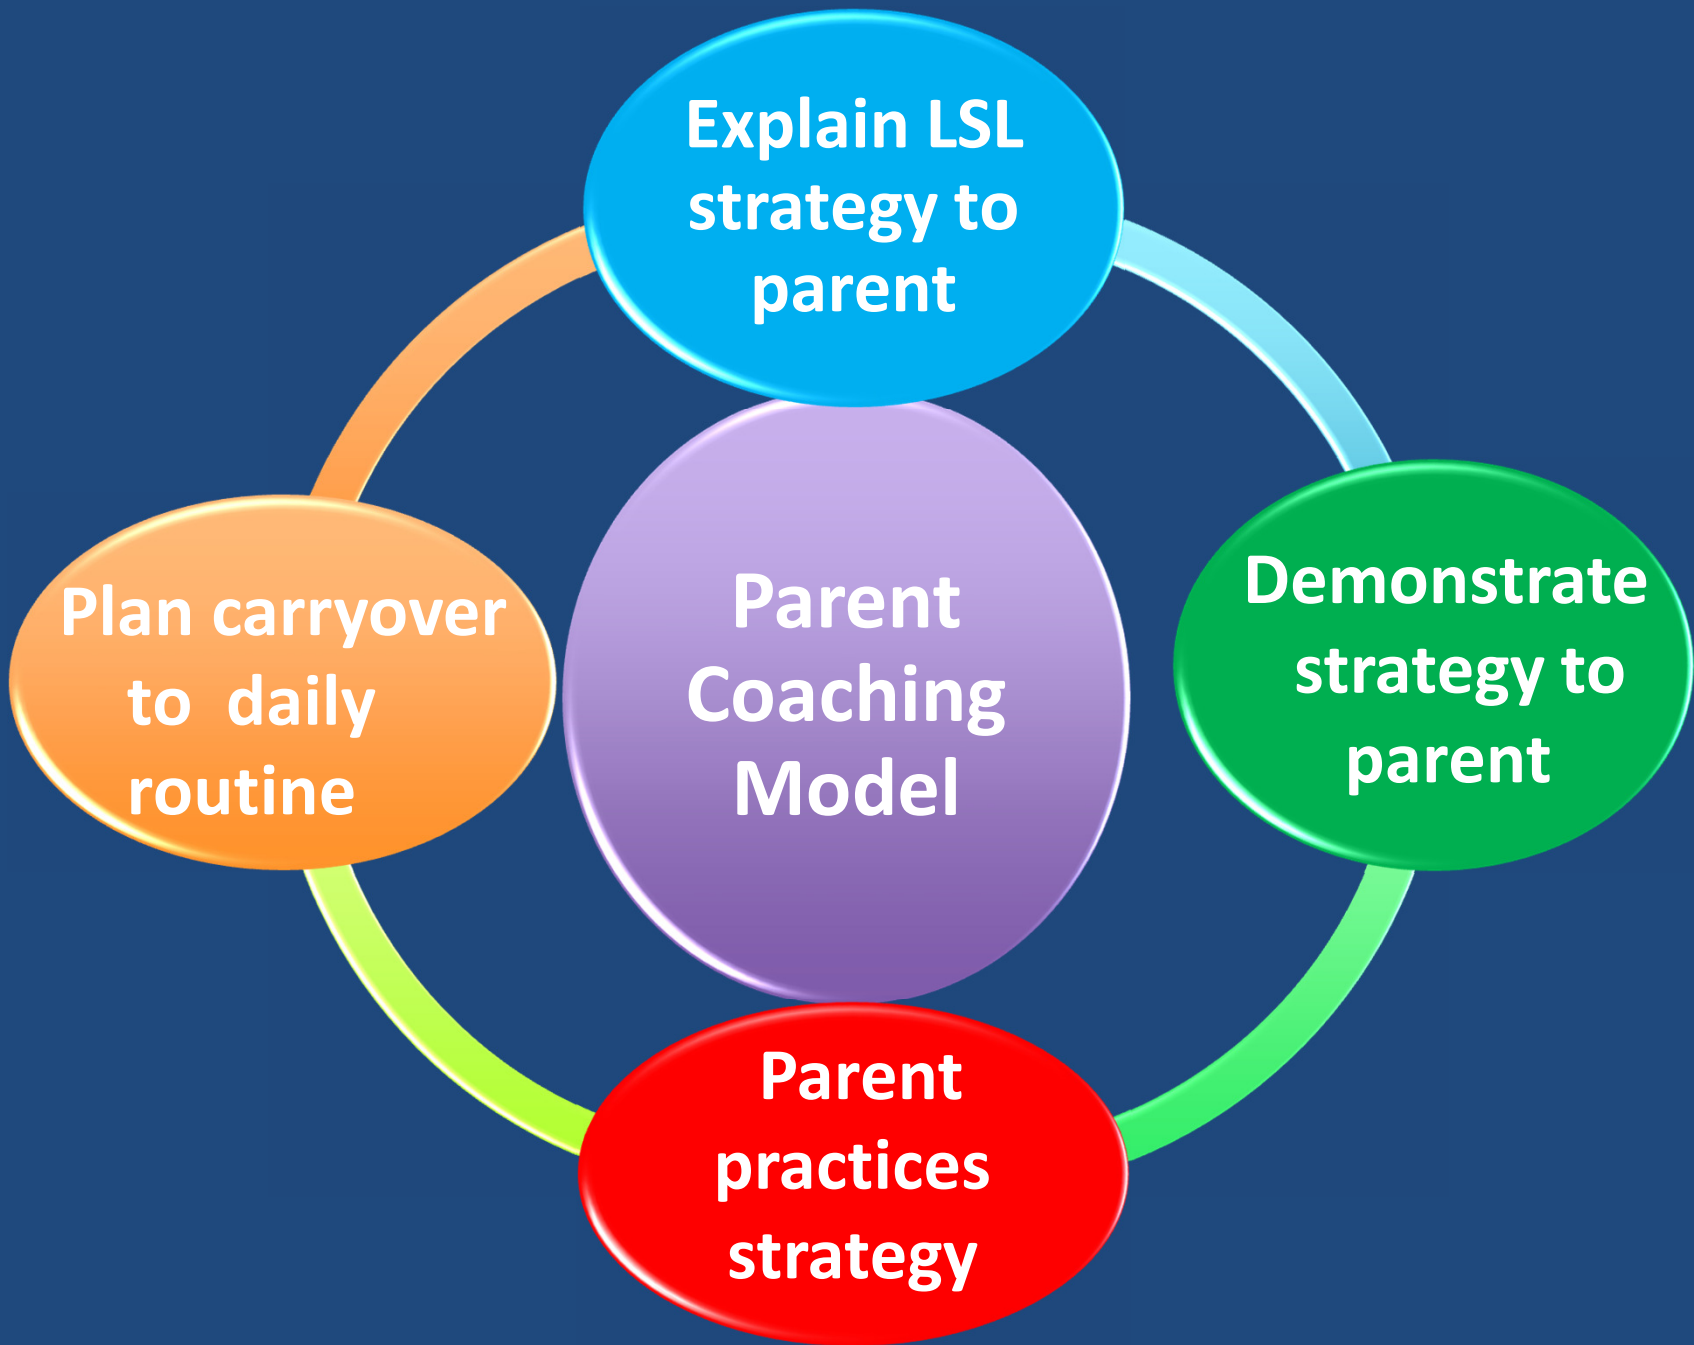 Explain LSL
strategy to
parent
Demonstrate
strategy to
parent
Parent
practices
strategy
Plan carryover
to  daily
routine
Parent
Coaching
Model